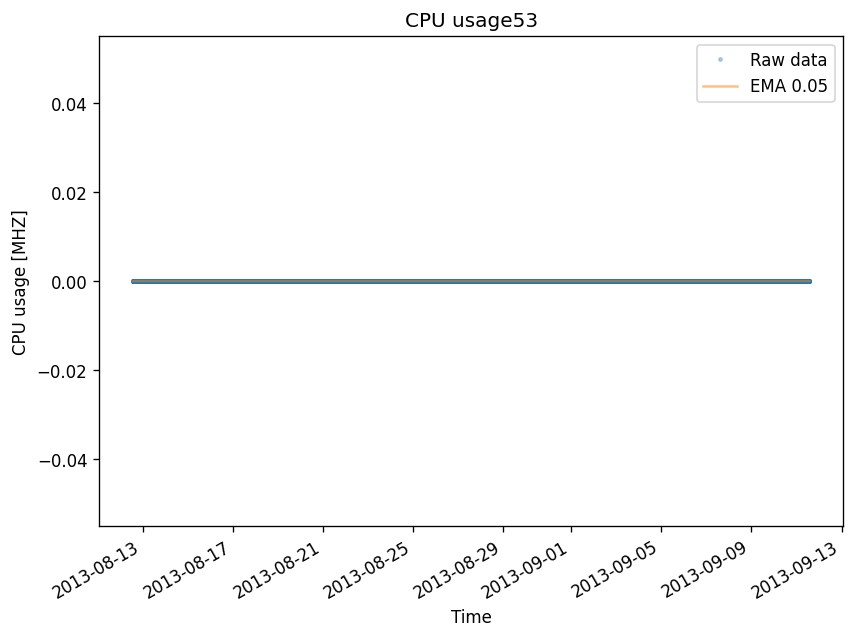 CPU usage53
Raw data
EMA 0.05
0.04
0.02
0.00
−0.02
−0.04
CPU usage [MHZ]
2013-08-13
2013-08-17
2013-08-21
2013-08-25
2013-08-29
2013-09-01
2013-09-05
2013-09-09
2013-09-13
Time